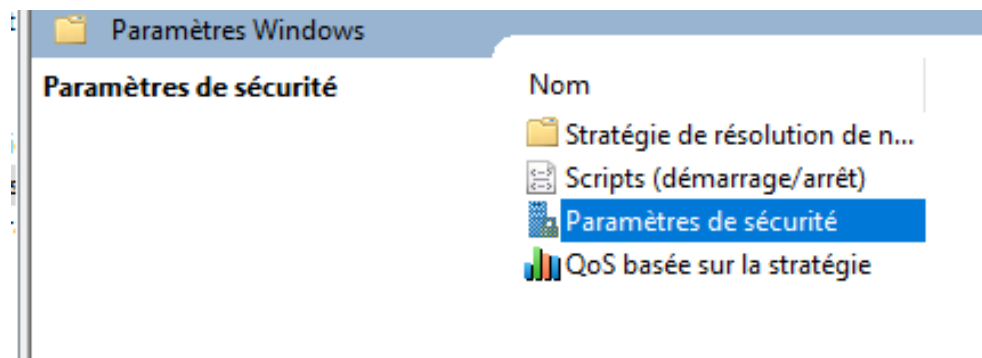 Paramètres Windows
Paramètres de sécurité
Nom
Stratégie de résolution de n...
Scripts (démarrage/arrêt)
Paramètres de sécurité
QoS basée sur la stratégie